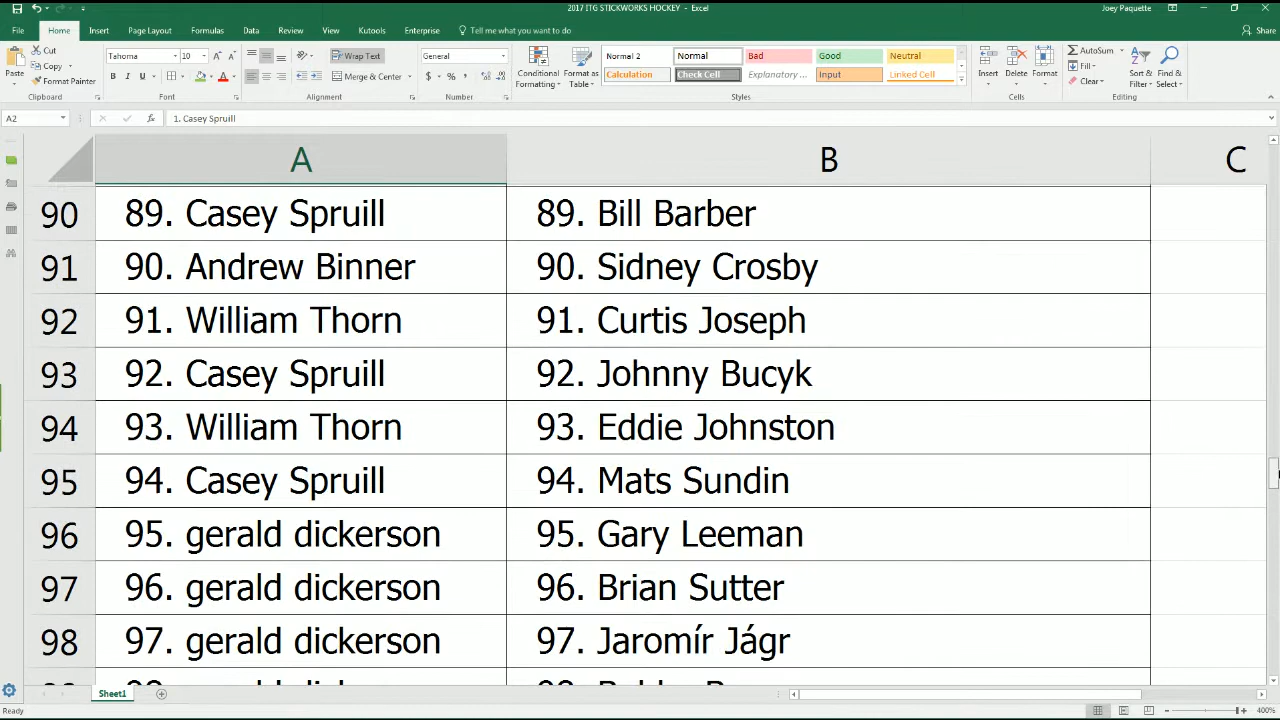 2017 ITG STICKWORKS HOCKEY - Excel
Joey Paquette
File Home Insert Page Layout Formulas Data Review View Kutools Enterprise Tell me what you want to do... Share
Cut
Copy
Format Painter
Paste
Clipboard
Tahoma 10
B I U
Font
Wrap Text
Merge & Center
Alignment
General
$ % ,
Number
Conditional Formatting
Format as Table
Normal 2 Normal Bad Good Neutral
Calculation Check Cell Explanatory ... Input Linked Cell
Styles
Insert Delete Format
Cells
AutoSum
Fill
Clear
Sort & Filter
Find & Select
Editing
A2 fx 1. Casey Spruill
A B C
90 89. Casey Spruill 89. Bill Barber
91 90. Andrew Binner 90. Sidney Crosby
92 91. William Thorn 91. Curtis Joseph
93 92. Casey Spruill 92. Johnny Bucyk
94 93. William Thorn 93. Eddie Johnston
95 94. Casey Spruill 94. Mats Sundin
96 95. gerald dickerson 95. Gary Leeman
97 96. gerald dickerson 96. Brian Sutter
98 97. gerald dickerson 97. Jaromír Jágr
Sheet1
Ready 400%